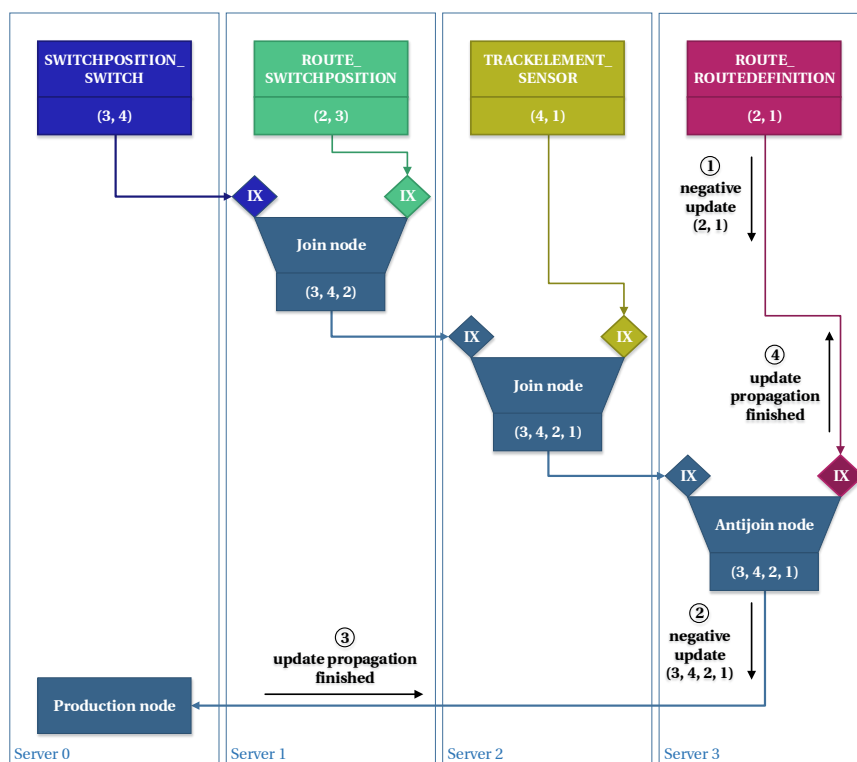 SWITCHPOSITION_
SWITCH
(3, 4)
ROUTE_
SWITCHPOSITION
(2, 3)
TRACKELEMENT_
SENSOR
(4, 1)
ROUTE_
ROUTEDEFINITION
(2, 1)
①
negative
update
(2, 1)
IX
IX
Join node
(3, 4, 2)
IX
IX
Join node
(3, 4, 2, 1)
④
update
propagation
finished
IX
IX
Antijoin node
(3, 4, 2, 1)
②
negative
update
(3, 4, 2, 1)
③
update propagation
finished
Production node
Server 0
Server 1
Server 2
Server 3